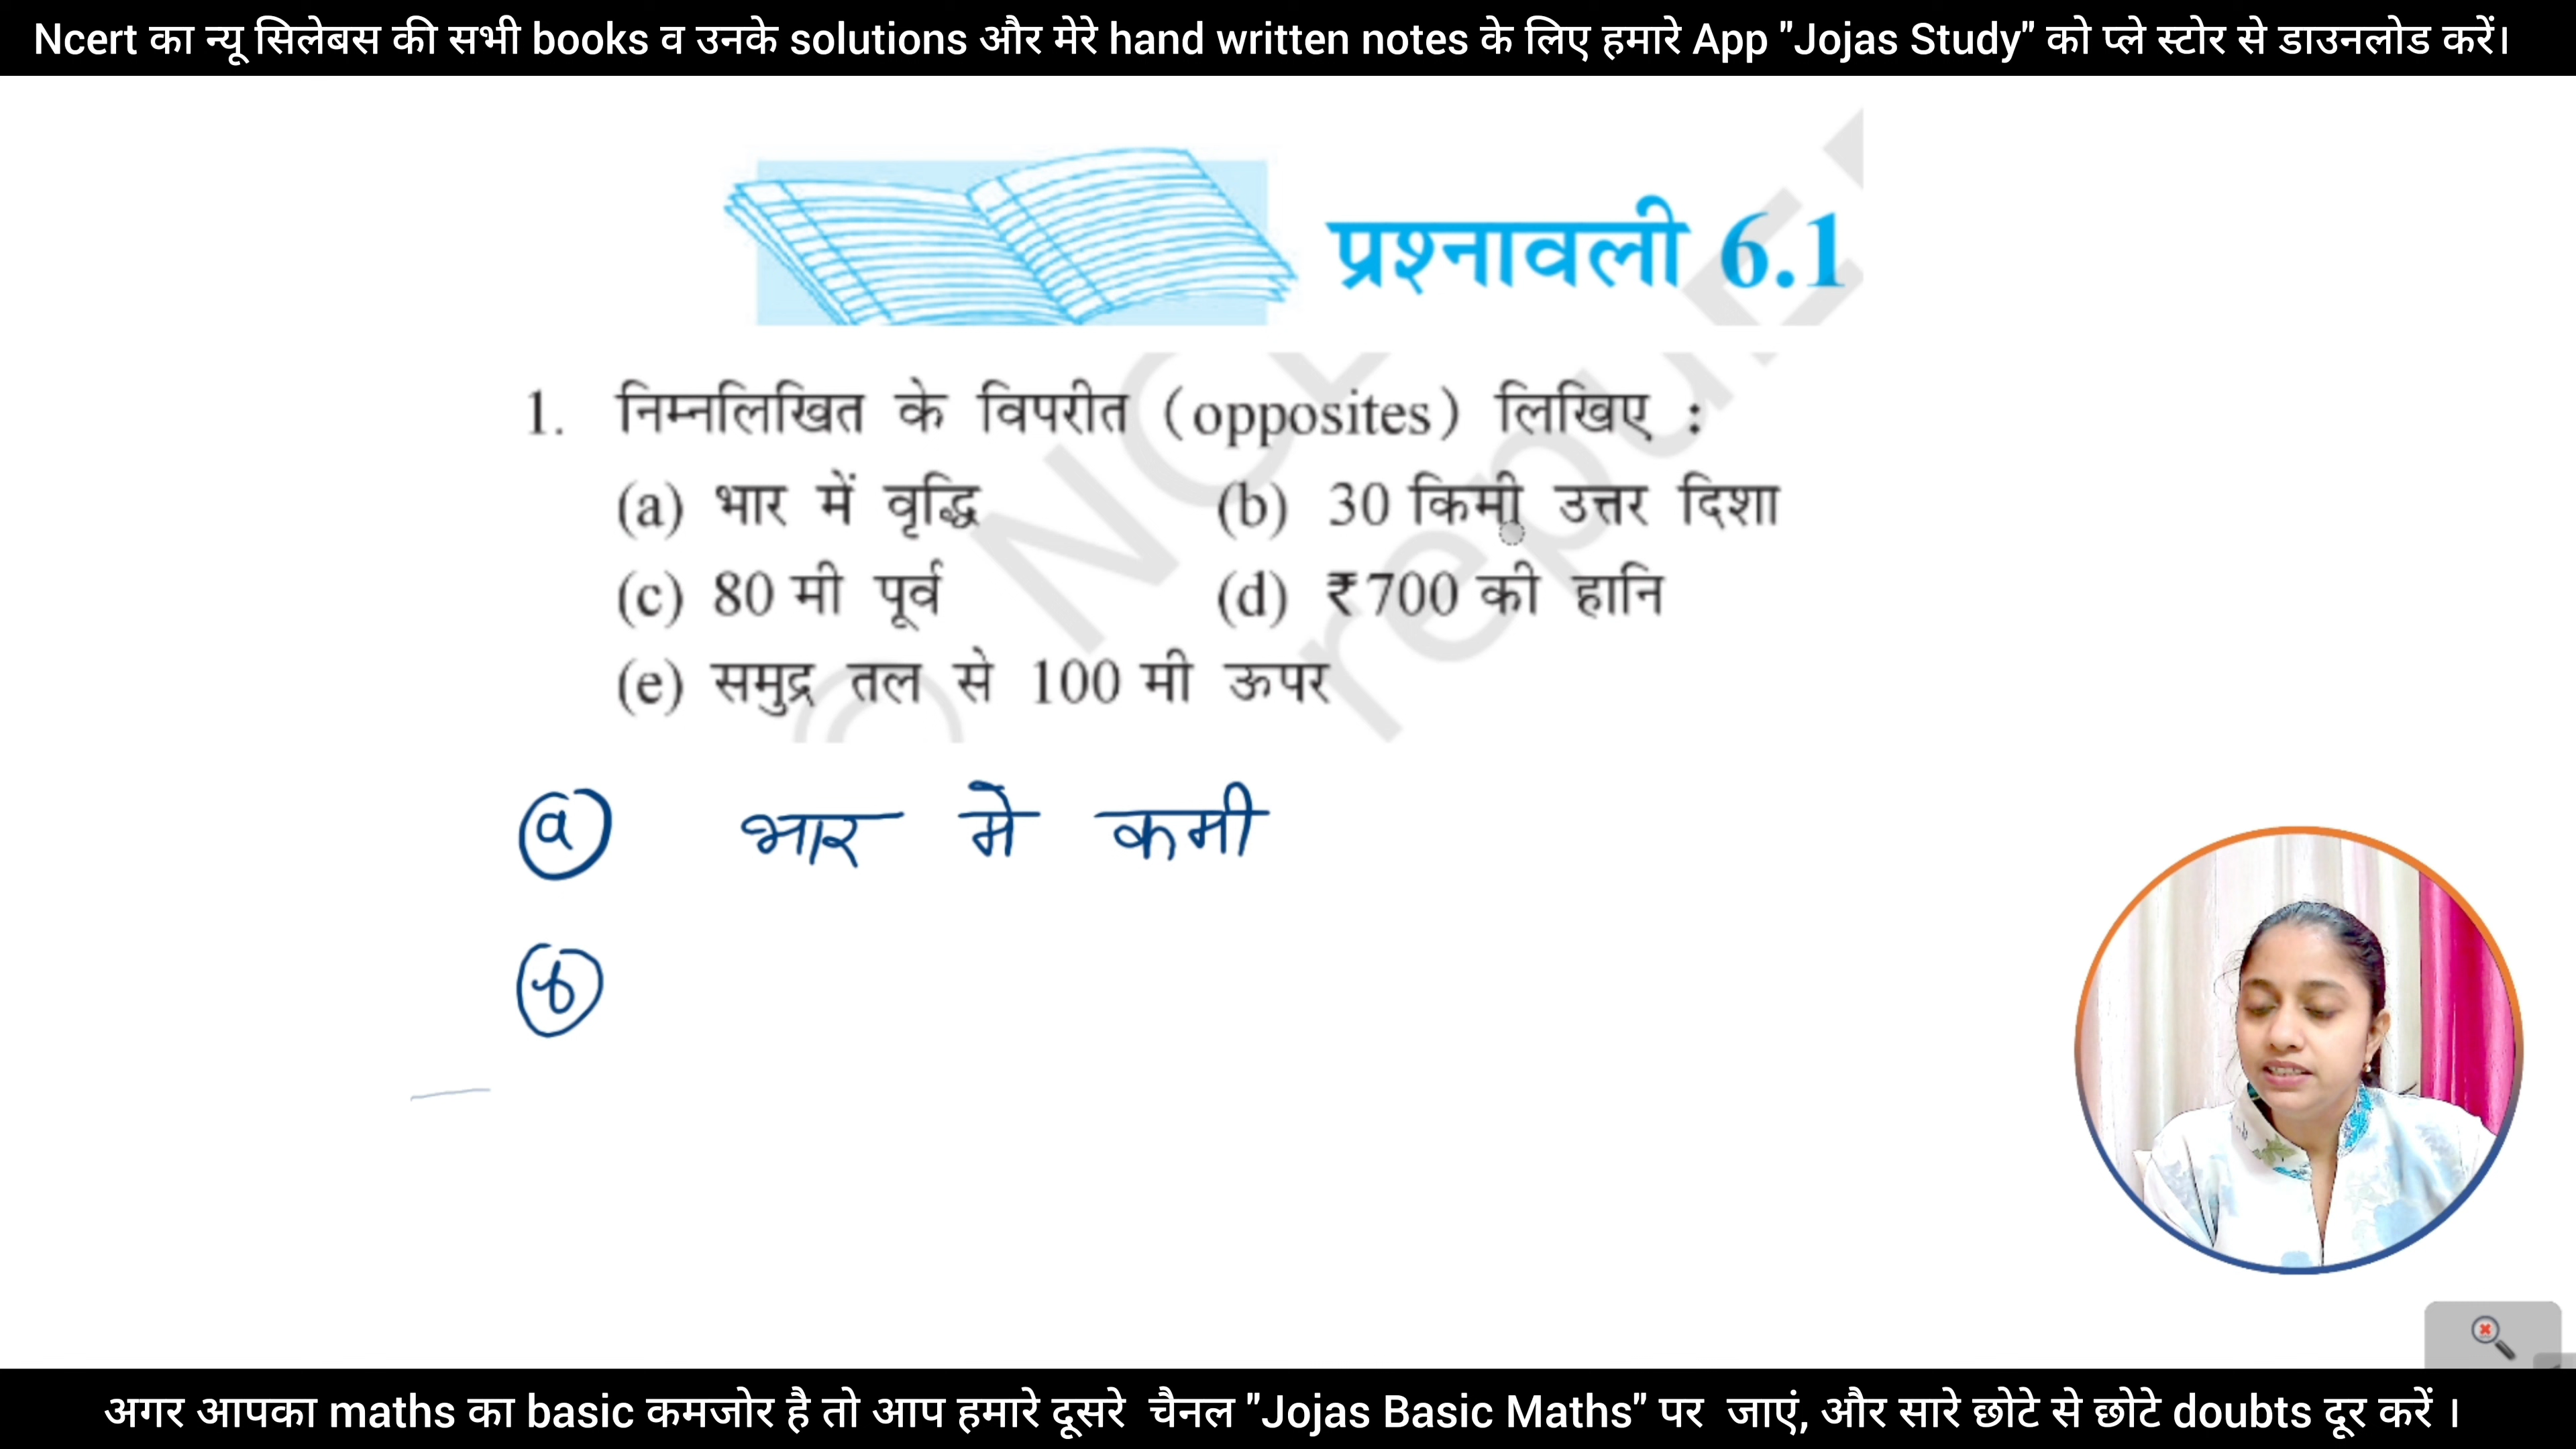 Ncert का न्यू सिलेबस की सभी books व उनके solutions और मेरे hand written notes के लिए हमारे App "Jojas Study" को प्ले स्टोर से डाउनलोड करें।
प्रश्नावली 6.1
1. निम्नलिखित के विपरीत (opposites) लिखिए :
(a) भार में वृद्धि (b) 30 किमी उत्तर दिशा
(c) 80 मी पूर्व (d) ₹700 की हानि
(e) समुद्र तल से 100 मी ऊपर
(a) भार मे कमी
(b)
अगर आपका maths का basic कमजोर है तो आप हमारे दूसरे चैनल "Jojas Basic Maths" पर जाएं, और सारे छोटे से छोटे doubts दूर करें ।